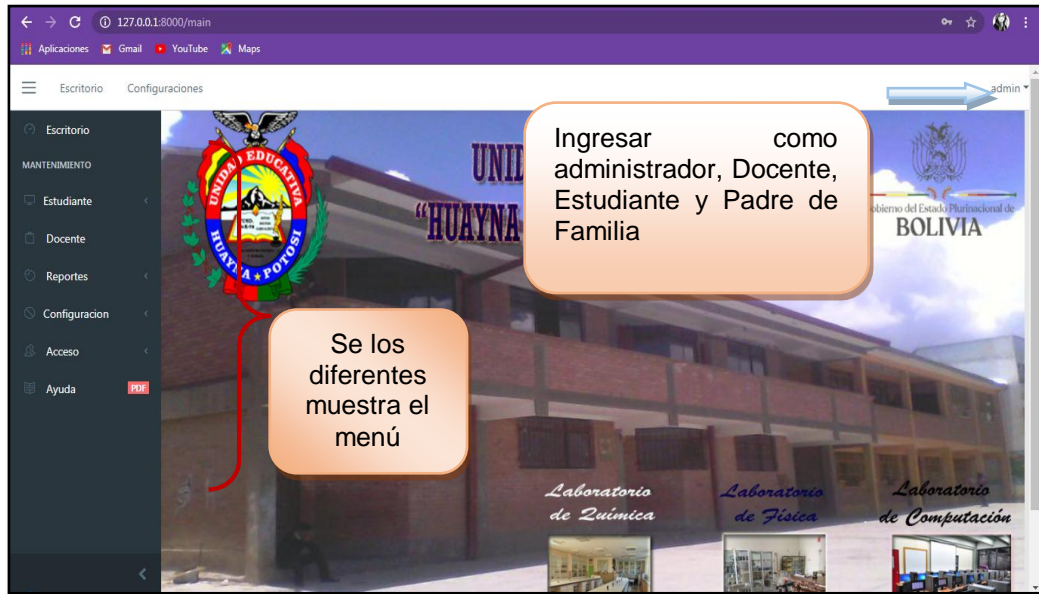 127.0.0.1:8000/main
Aplicaciones Gmail YouTube Maps
Escritorio Configuraciones admin
Escritorio
MANTENIMIENTO
Estudiante
Docente
Reportes
Configuracion
Acceso
Ayuda PDF
UNIDAD EDUCATIVA
HUAYNA POTOSI
"HUAYNA
Ingresar como
administrador, Docente,
Estudiante y Padre de
Familia
obierno del Estado Plurinacional de
BOLIVIA
Se los
diferentes
muestra el
menú
Laboratorio
de Química
Laboratorio
de Física
Laboratorio
de Computación